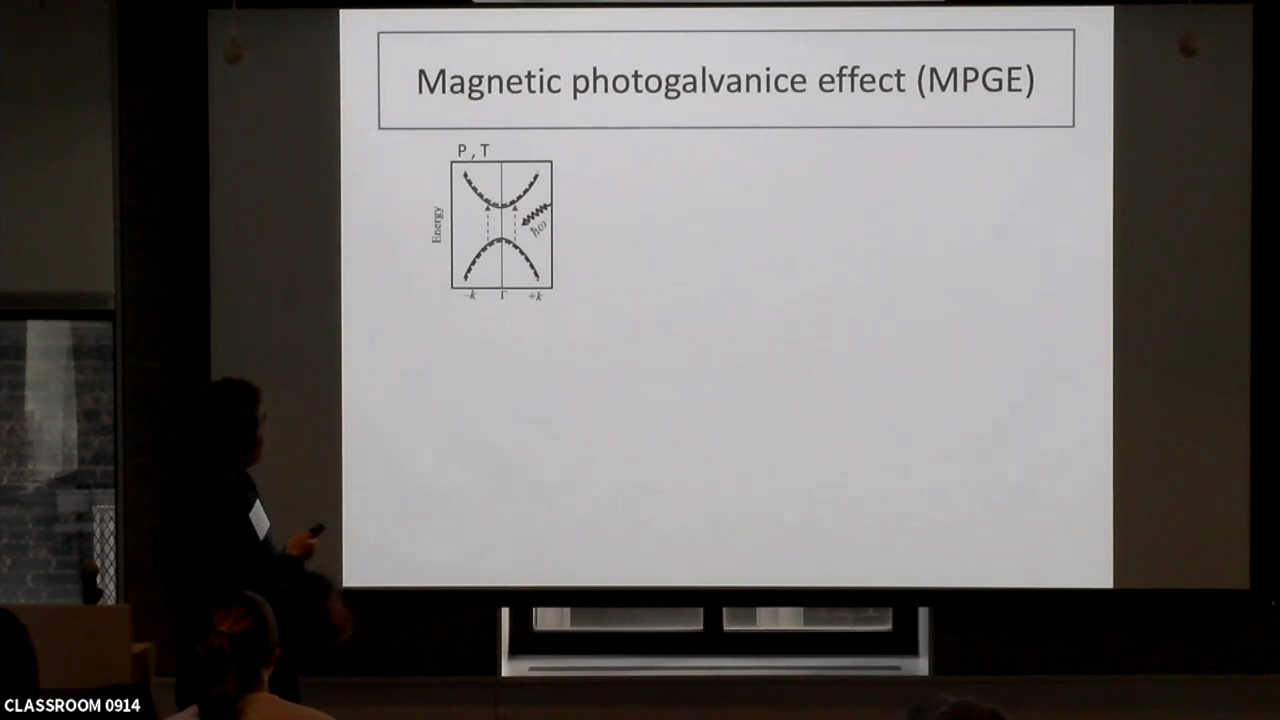 Magnetic photogalvanice effect (MPGE)
P , T
Energy
ℏω
-k Γ +k
CLASSROOM 0914